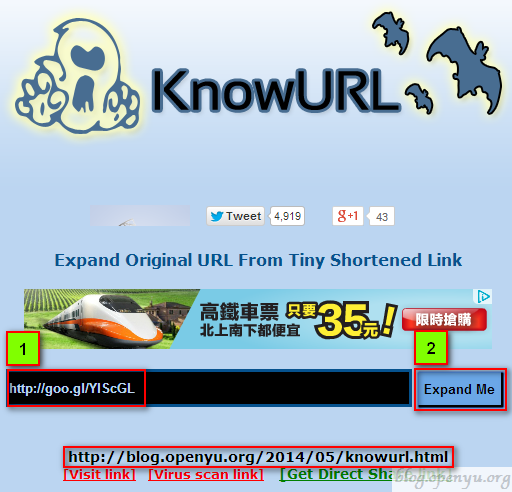 KnowURL
Tweet 4,919 g+1 43
Expand Original URL From Tiny Shortened Link
高鐵車票 只要 35元!
北上南下都便宜
限時搶購
1
2
http://goo.gl/YlScGL
Expand Me
http://blog.openyu.org/2014/05/knowurl.html
[Visit link] [Virus scan link] [Get Direct Sha
blog.openyu.org